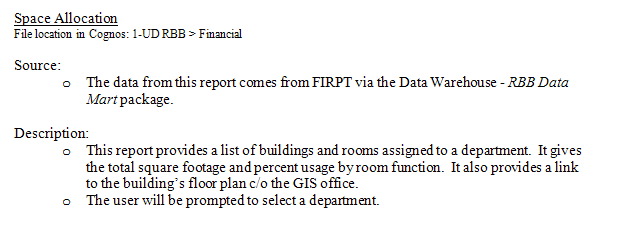 Space Allocation
File location in Cognos: 1-UD RBB > Financial
Source:
o The data from this report comes from FIRPT via the Data Warehouse - RBB Data
Mart package.
Description:
o This report provides a list of buildings and rooms assigned to a department. It gives
the total square footage and percent usage by room function. It also provides a link
to the building's floor plan c/o the GIS office.
o The user will be prompted to select a department.